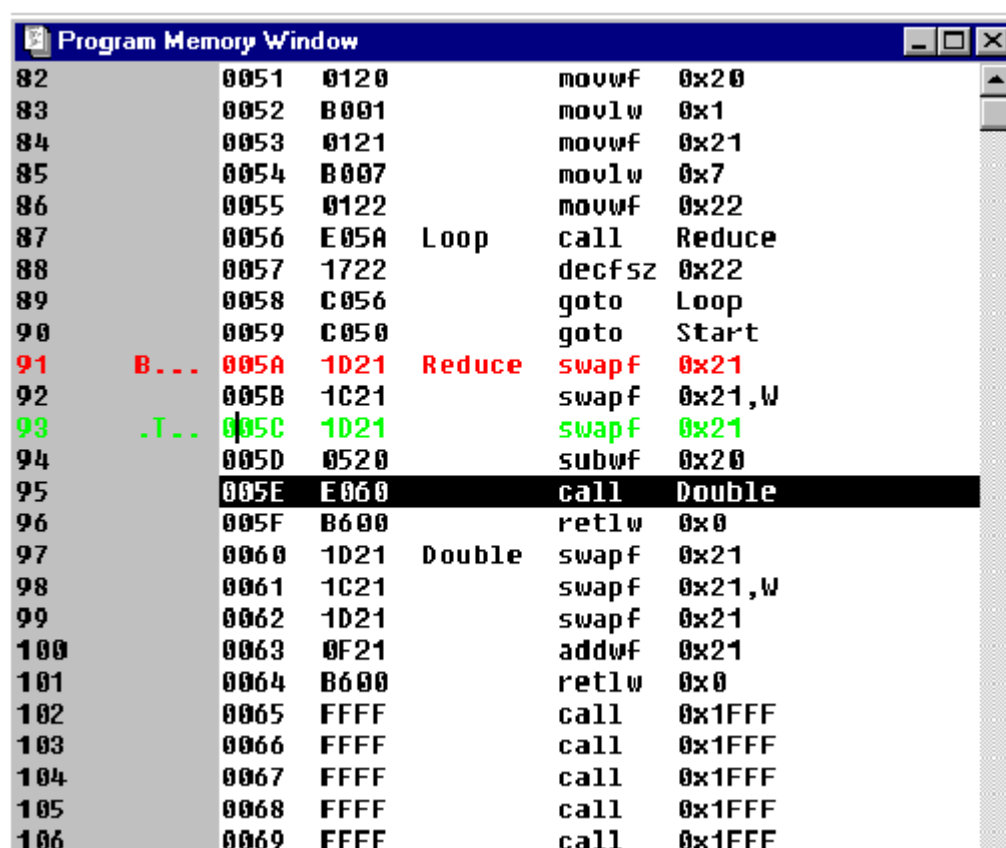 Program Memory Window
82 0051 0120 movwf 0x20
83 0052 B001 movlw 0x1
84 0053 0121 movwf 0x21
85 0054 B007 movlw 0x7
86 0055 0122 movwf 0x22
87 0056 E05A Loop call Reduce
88 0057 1722 decfsz 0x22
89 0058 C056 goto Loop
90 0059 C050 goto Start
91 B... 005A 1D21 Reduce swapf 0x21
92 005B 1C21 swapf 0x21,W
93 .T.. 005C 1D21 swapf 0x21
94 005D 0520 subwf 0x20
95 005E E060 call Double
96 005F B600 retlw 0x0
97 0060 1D21 Double swapf 0x21
98 0061 1C21 swapf 0x21,W
99 0062 1D21 swapf 0x21
100 0063 0F21 addwf 0x21
101 0064 B600 retlw 0x0
102 0065 FFFF call 0x1FFF
103 0066 FFFF call 0x1FFF
104 0067 FFFF call 0x1FFF
105 0068 FFFF call 0x1FFF
106 0069 FFFF call 0x1FFF